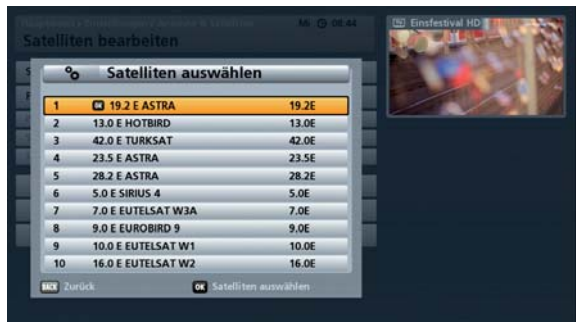 Mi 08:44
Satelliten bearbeiten
Einsfestival HD
Satelliten auswählen
1 OK 19.2 E ASTRA 19.2E
2 13.0 E HOTBIRD 13.0E
3 42.0 E TURKSAT 42.0E
4 23.5 E ASTRA 23.5E
5 28.2 E ASTRA 28.2E
6 5.0 E SIRIUS 4 5.0E
7 7.0 E EUTELSAT W3A 7.0E
8 9.0 E EUROBIRD 9 9.0E
9 10.0 E EUTELSAT W1 10.0E
10 16.0 E EUTELSAT W2 16.0E
BACK Zurück OK Satelliten auswählen